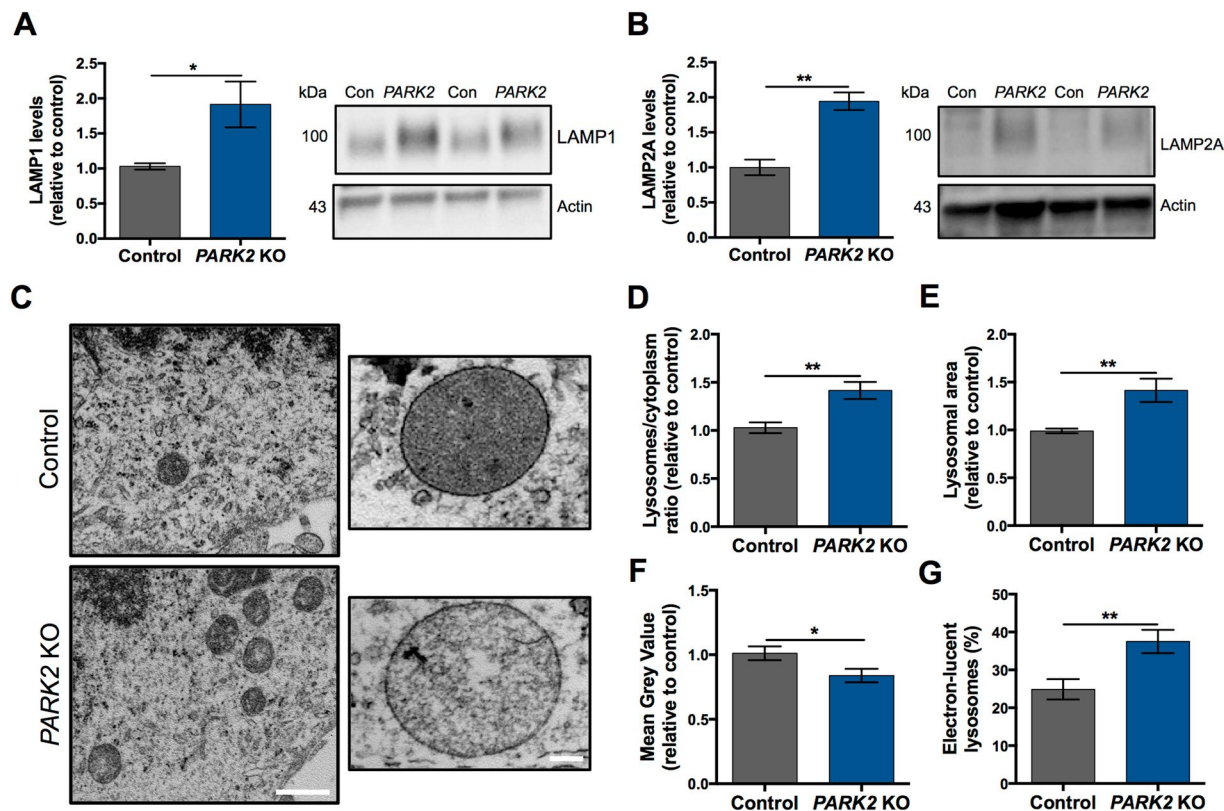 A
LAMP1 levels
(relative to control)
2.5
2.0
1.5
1.0
0.5
0.0
*
Control PARK2 KO
kDa Con PARK2 Con PARK2
100 LAMP1
43 Actin
B
LAMP2A levels
(relative to control)
2.5
2.0
1.5
1.0
0.5
0.0
**
Control PARK2 KO
kDa Con PARK2 Con PARK2
100 LAMP2A
43 Actin
C
Control
PARK2 KO
D
Lysosomes/cytoplasm
ratio (relative to control)
2.0
1.5
1.0
0.5
0.0
**
Control PARK2 KO
E
Lysosomal area
(relative to control)
2.0
1.5
1.0
0.5
0.0
**
Control PARK2 KO
F
Mean Grey Value
(relative to control)
1.5
1.0
0.5
0.0
*
Control PARK2 KO
G
Electron-lucent
lysosomes (%)
50
40
30
20
10
0
**
Control PARK2 KO